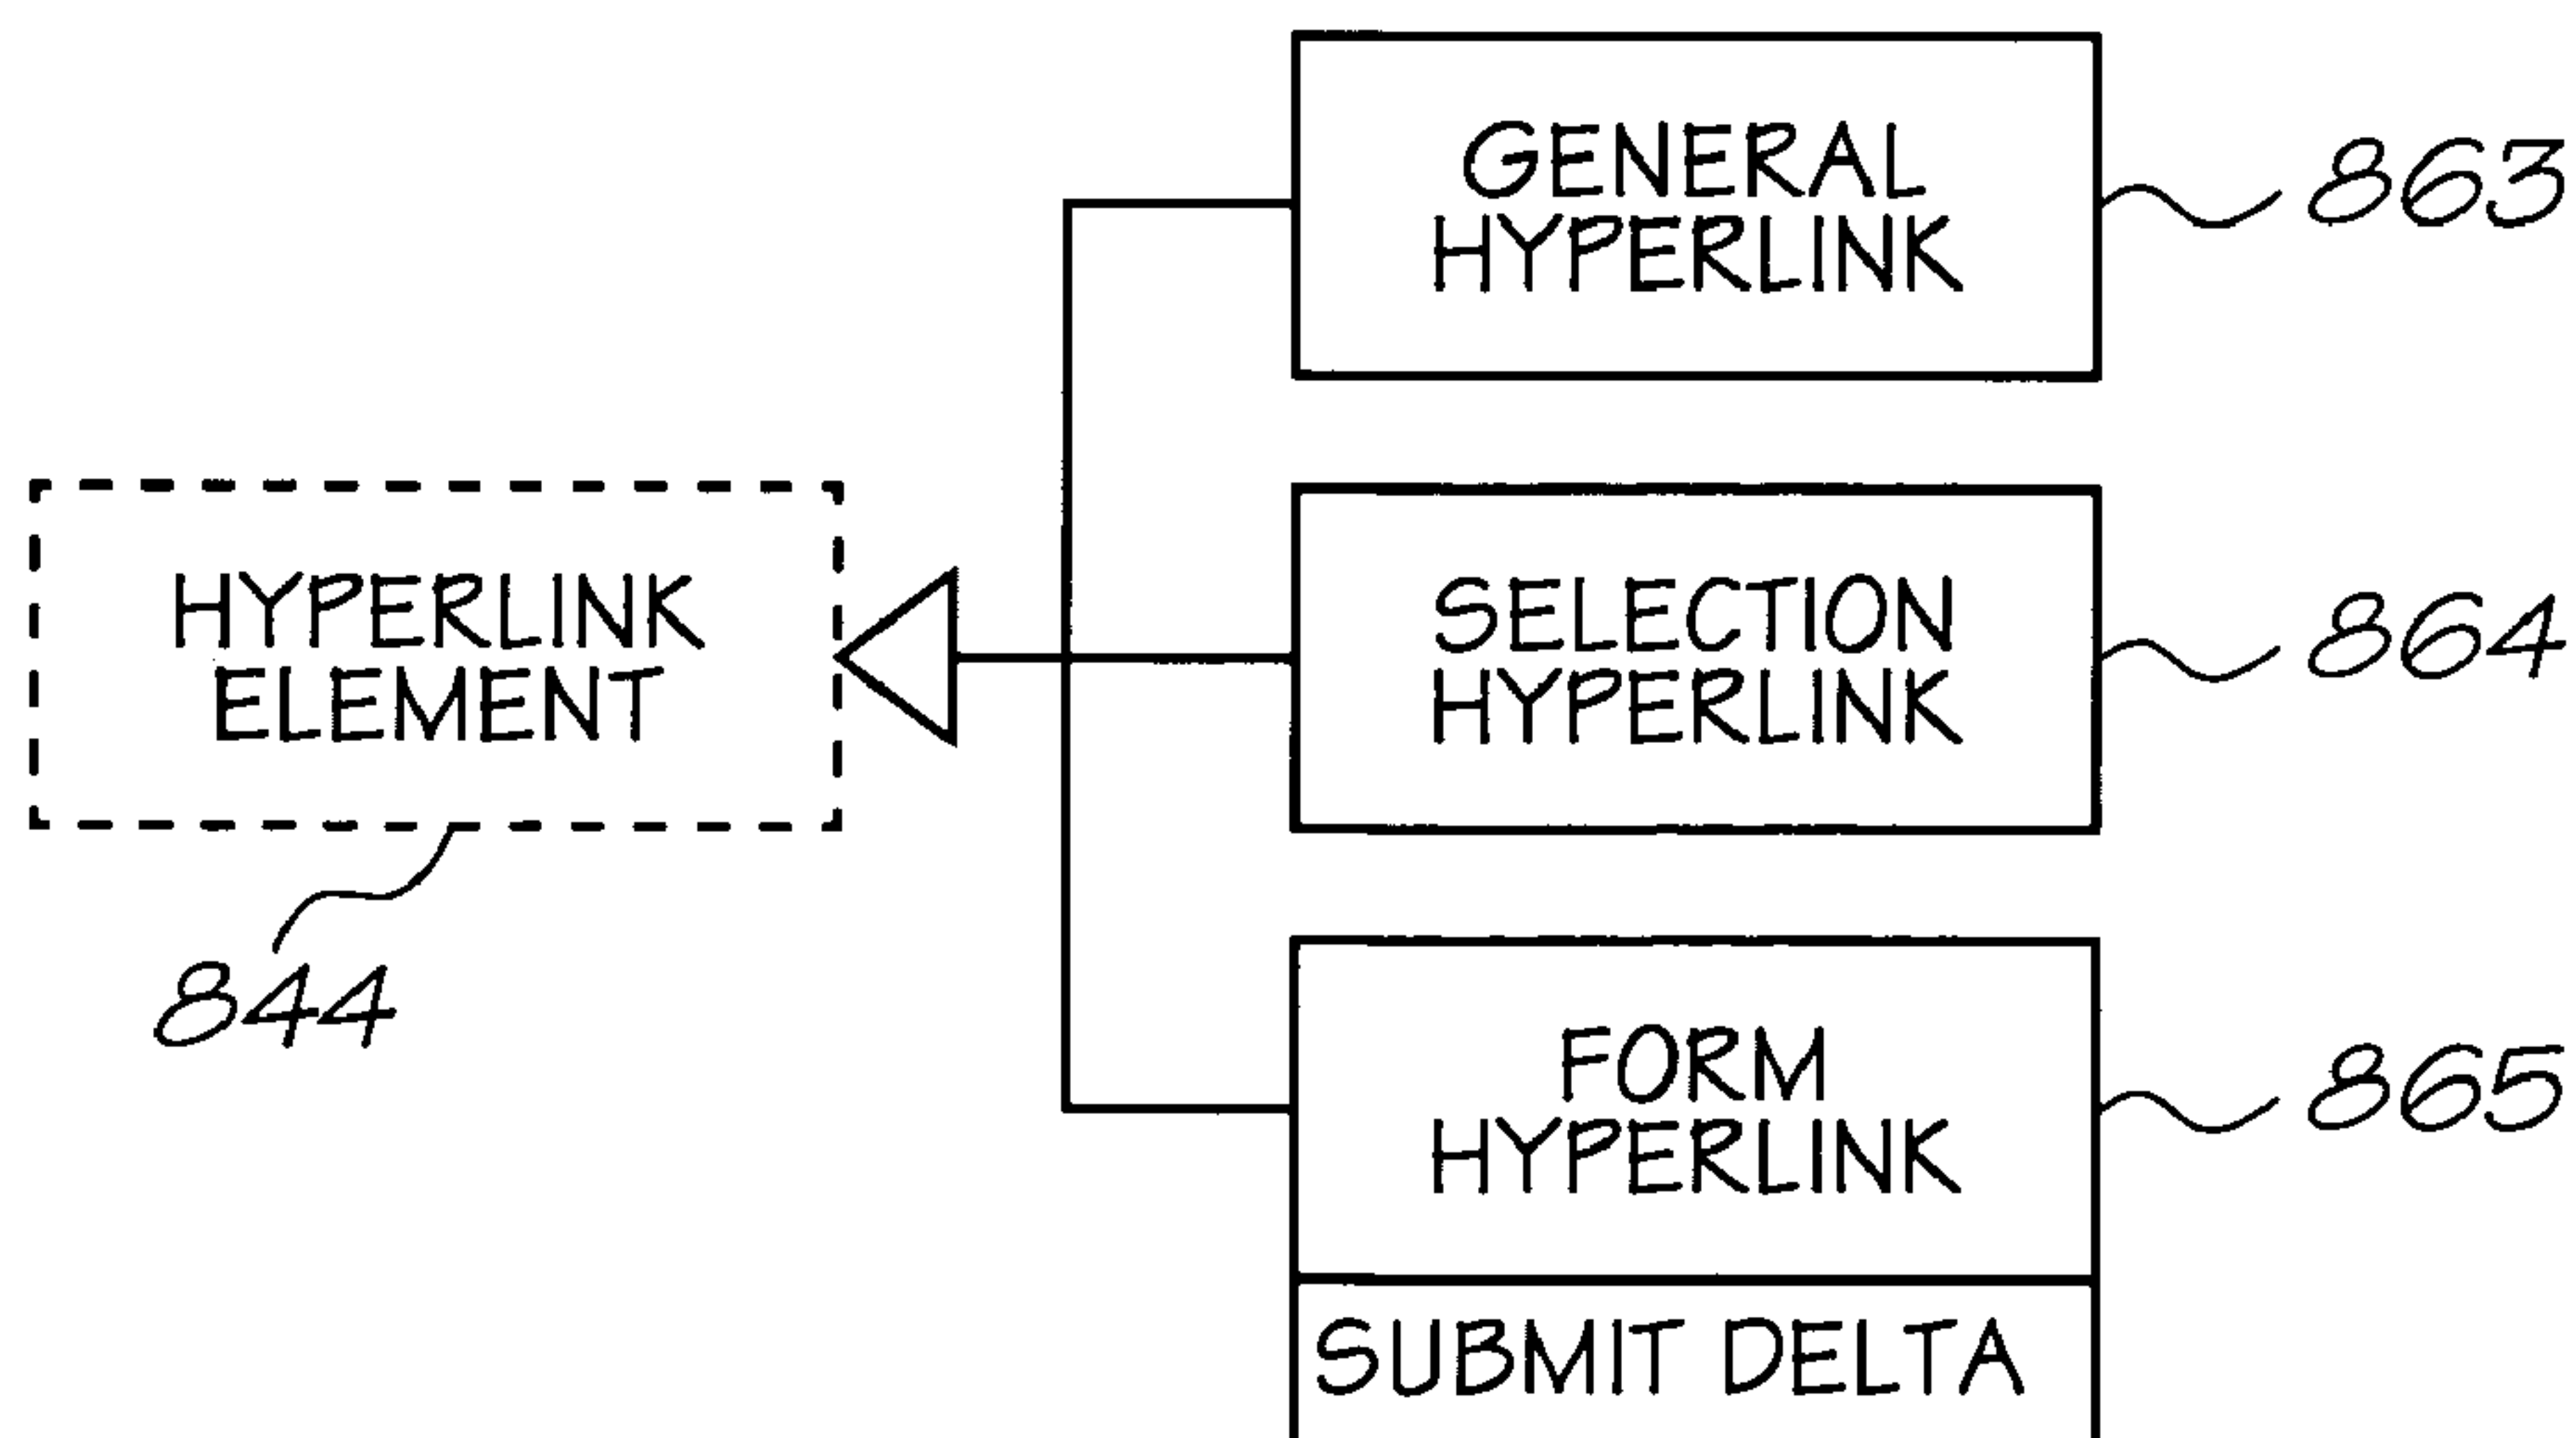 GENERAL
HYPERLINK
863
HYPERLINK
ELEMENT
844
SELECTION
HYPERLINK
864
FORM
HYPERLINK
865
SUBMIT DELTA